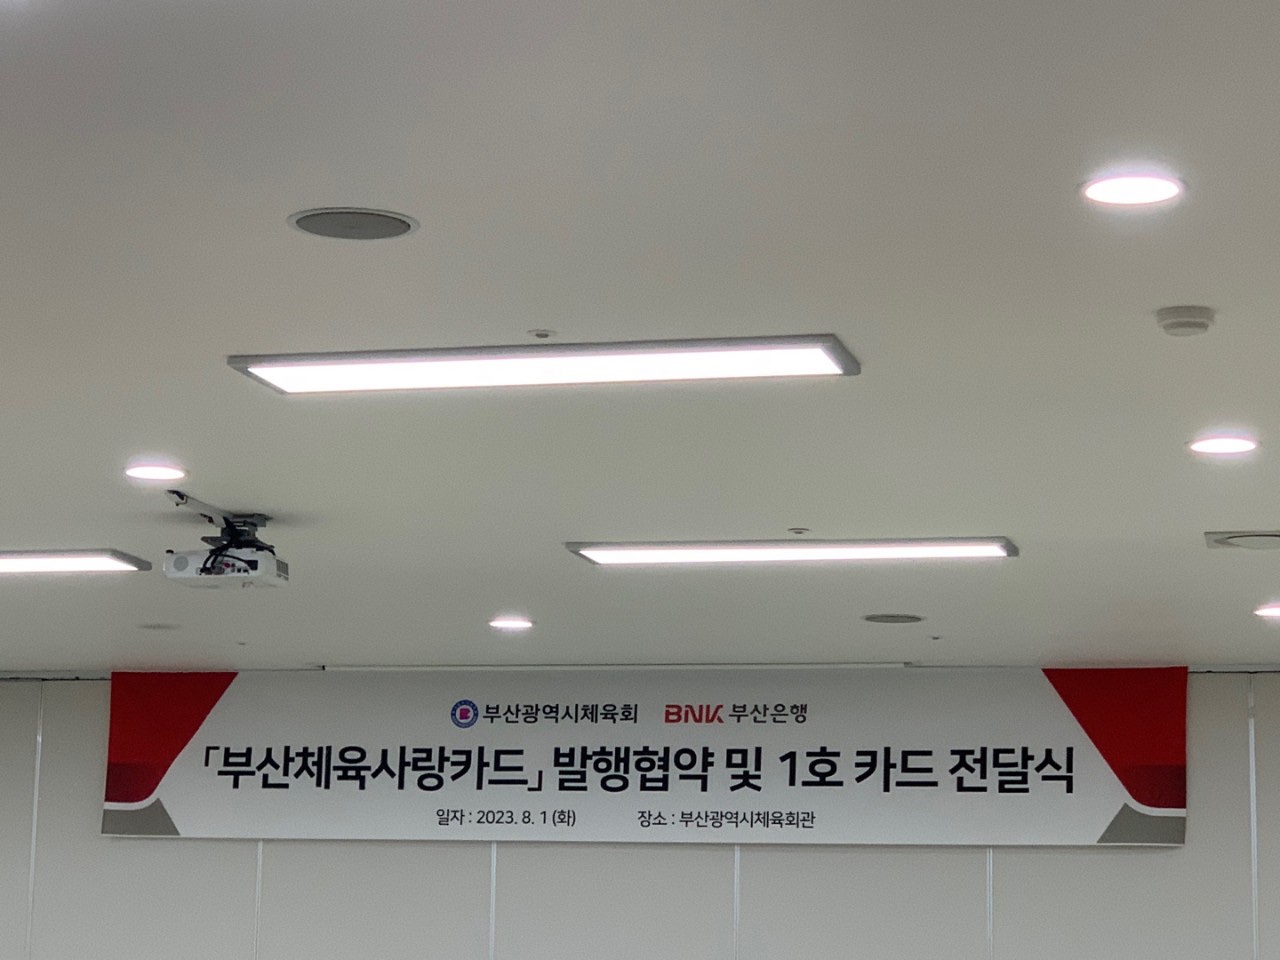 부산광역시체육회 BNK 부산은행
「부산체육사랑카드」 발행협약 및 1호 카드 전달식
일자 : 2023. 8. 1 (화) 장소 : 부산광역시체육회관